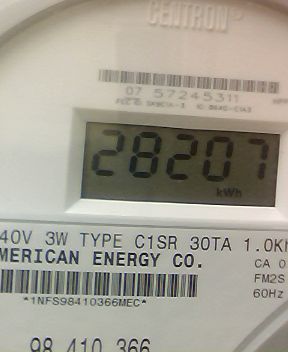 CENTRON®
07 57245311
28207
kWh
40V 3W TYPE C1SR 30TA 1.0Kh
MERICAN ENERGY CO.
CA 0.
FM2S
60Hz
*1NFS98410366MEC*
98 410 366